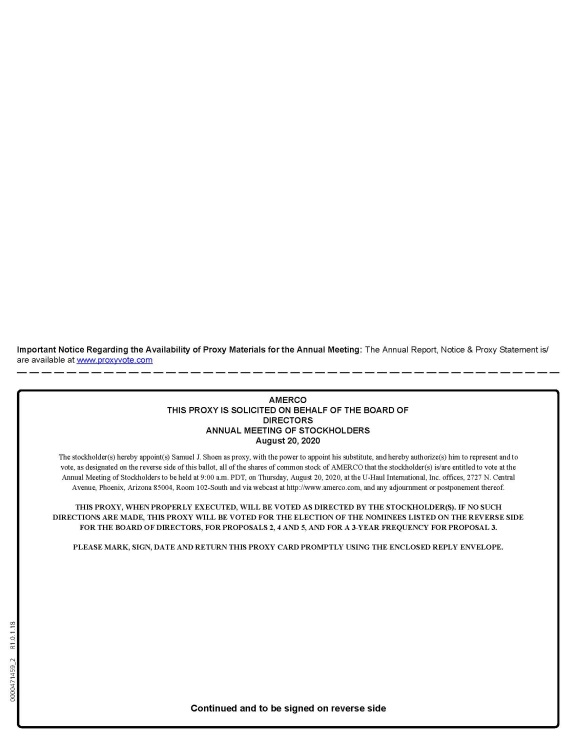 Important Notice Regarding the Availability of Proxy Materials for the Annual Meeting: The Annual Report, Notice & Proxy Statement is/
are available at www.proxyvote.com
AMERCO
THIS PROXY IS SOLICITED ON BEHALF OF THE BOARD OF
DIRECTORS
ANNUAL MEETING OF STOCKHOLDERS
August 20, 2020
The stockholder(s) hereby appoint(s) Samuel J. Shoen as proxy, with the power to appoint his substitute, and hereby authorize(s) him to represent and to
vote, as designated on the reverse side of this ballot, all of the shares of common stock of AMERCO that the stockholder(s) is/are entitled to vote at the
Annual Meeting of Stockholders to be held at 9:00 a.m. PDT, on Thursday, August 20, 2020, at the U-Haul International, Inc. offices, 2727 N. Central
Avenue, Phoenix, Arizona 85004, Room 102-South and via webcast at http://www.amerco.com, and any adjournment or postponement thereof.
THIS PROXY, WHEN PROPERLY EXECUTED, WILL BE VOTED AS DIRECTED BY THE STOCKHOLDER(S). IF NO SUCH
DIRECTIONS ARE MADE, THIS PROXY WILL BE VOTED FOR THE ELECTION OF THE NOMINEES LISTED ON THE REVERSE SIDE
FOR THE BOARD OF DIRECTORS, FOR PROPOSALS 2, 4 AND 5, AND FOR A 3-YEAR FREQUENCY FOR PROPOSAL 3.
PLEASE MARK, SIGN, DATE AND RETURN THIS PROXY CARD PROMPTLY USING THE ENCLOSED REPLY ENVELOPE.
0000471459_2 R1.0.1.18
Continued and to be signed on reverse side